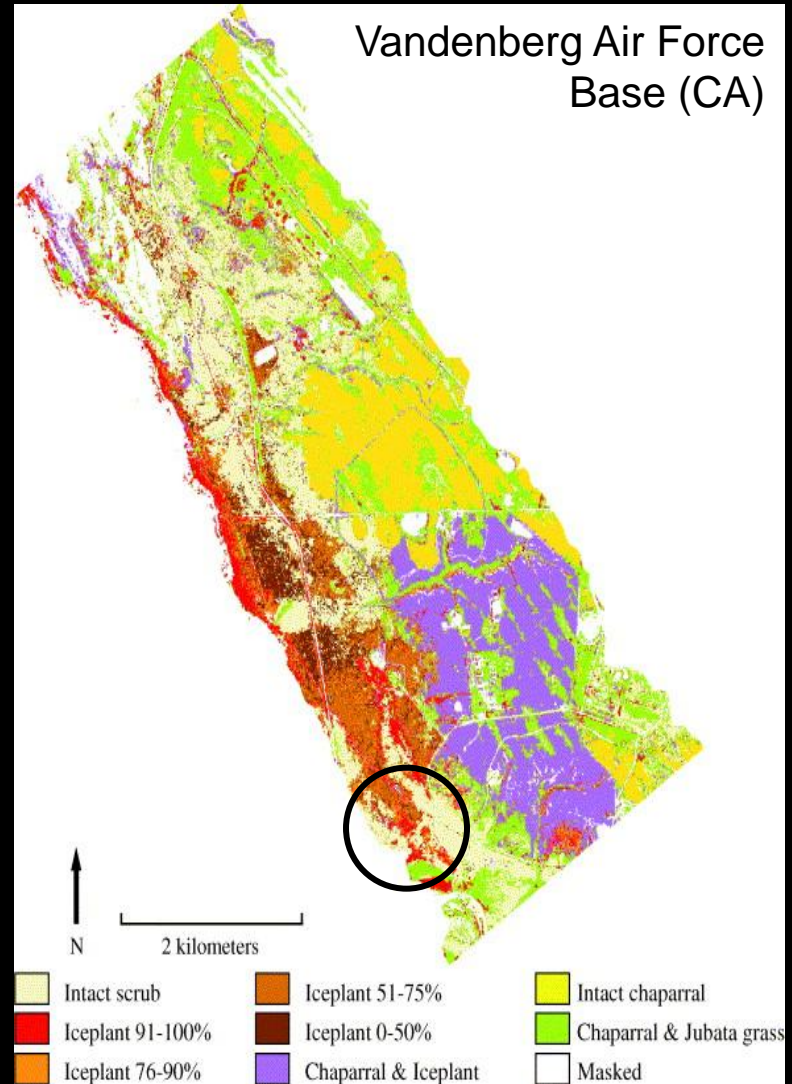 Vandenberg Air Force
Base (CA)
N
2 kilometers
Intact scrub
Iceplant 51-75%
Intact chaparral
Iceplant 91-100%
Iceplant 0-50%
Chaparral & Jubata grass
Iceplant 76-90%
Chaparral & Iceplant
Masked